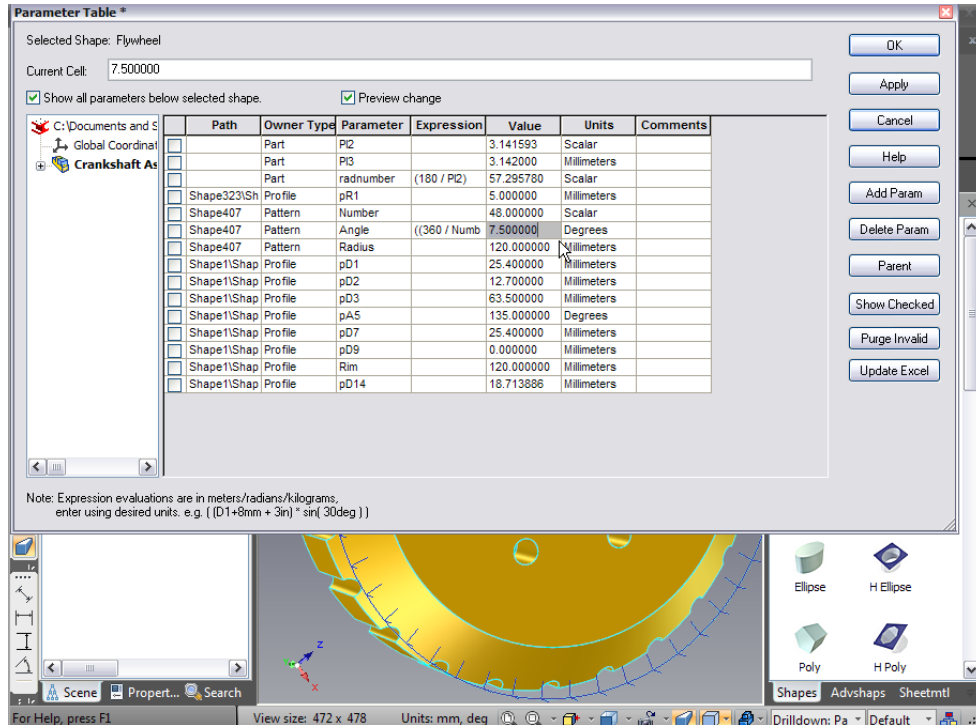 Parameter Table *
Selected Shape: Flywheel
OK
Current Cell: 7.500000
Apply
Show all parameters below selected shape. Preview change
C:\Documents and S
Global Coordinat
Crankshaft As
Path Owner Type Parameter Expression Value Units Comments
Part PI2 3.141593 Scalar
Part PI3 3.142000 Millimeters
Part radnumber (180 / PI2) 57.295780 Scalar
Shape323\Sh Profile pR1 5.000000 Millimeters
Shape407 Pattern Number 48.000000 Scalar
Shape407 Pattern Angle ((360 / Numb 7.500000 Degrees
Shape407 Pattern Radius 120.000000 Millimeters
Shape1\Shap Profile pD1 25.400000 Millimeters
Shape1\Shap Profile pD2 12.700000 Millimeters
Shape1\Shap Profile pD3 63.500000 Millimeters
Shape1\Shap Profile pA5 135.000000 Degrees
Shape1\Shap Profile pD7 25.400000 Millimeters
Shape1\Shap Profile pD9 0.000000 Millimeters
Shape1\Shap Profile Rim 120.000000 Millimeters
Shape1\Shap Profile pD14 18.713886 Millimeters
Cancel
Help
Add Param
Delete Param
Parent
Show Checked
Purge Invalid
Update Excel
Note: Expression evaluations are in meters/radians/kilograms,
enter using desired units. e.g. ( (D1+8mm + 3in) * sin( 30deg ) )
Z
X
Ellipse H Ellipse
Poly H Poly
Scene Propert... Search
Shapes Advshaps Sheetmtl
For Help, press F1 View size: 472 x 478 Units: mm, deg Drilldown: Pa Default